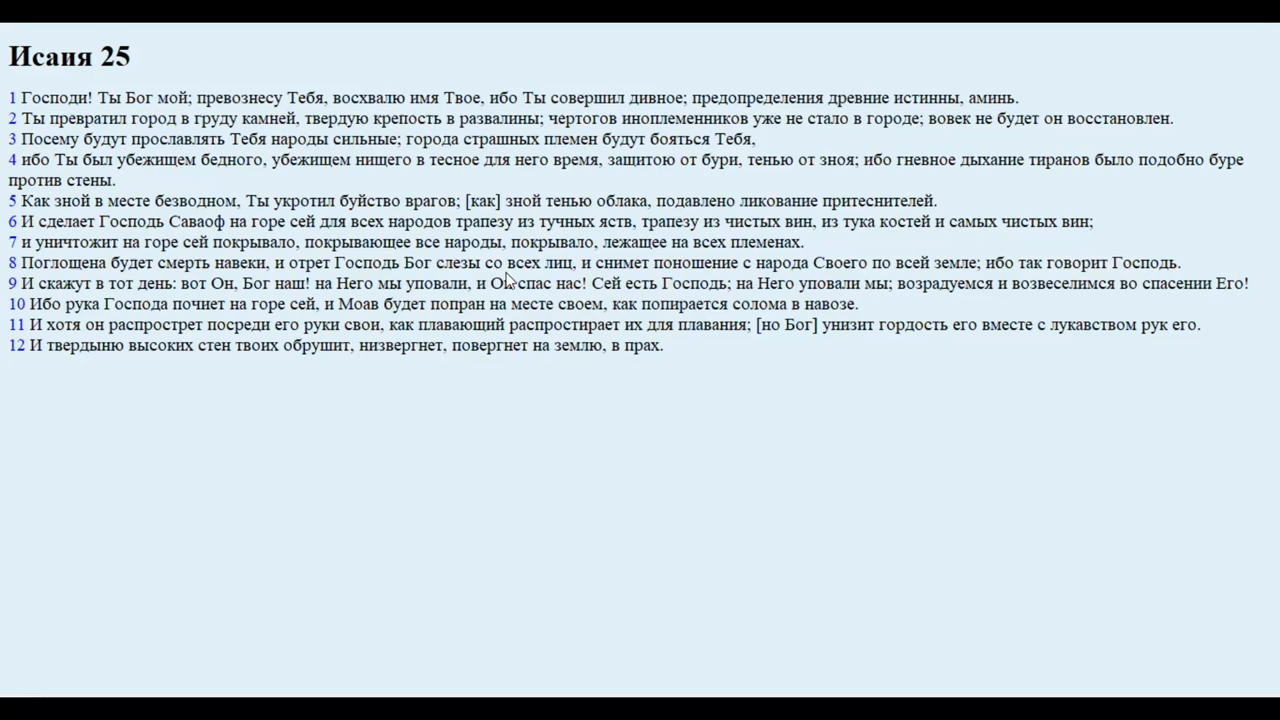 Исаия 25
1 Господи! Ты Бог мой; превознесу Тебя, восхвалю имя Твое, ибо Ты совершил дивное; предопределения древние истинны, аминь.
2 Ты превратил город в груду камней, твердую крепость в развалины; чертогов иноплеменников уже не стало в городе; вовек не будет он восстановлен.
3 Посему будут прославлять Тебя народы сильные; города страшных племен будут бояться Тебя,
4 ибо Ты был убежищем бедного, убежищем нищего в тесное для него время, защитою от бури, тенью от зноя; ибо гневное дыхание тиранов было подобно буре
против стены.
5 Как зной в месте безводном, Ты укротил буйство врагов; [как] зной тенью облака, подавлено ликование притеснителей.
6 И сделает Господь Саваоф на горе сей для всех народов трапезу из тучных яств, трапезу из чистых вин, из тука костей и самых чистых вин;
7 и уничтожит на горе сей покрывало, покрывающее все народы, покрывало, лежащее на всех племенах.
8 Поглощена будет смерть навеки, и отрет Господь Бог слезы со всех лиц, и снимет поношение с народа Своего по всей земле; ибо так говорит Господь.
9 И скажут в тот день: вот Он, Бог наш! на Него мы уповали, и Он спас нас! Сей есть Господь; на Него уповали мы; возрадуемся и возвеселимся во спасении Его!
10 Ибо рука Господа почиет на горе сей, и Моав будет попран на месте своем, как попирается солома в навозе.
11 И хотя он распрострет посреди его руки свои, как плавающий распростирает их для плавания; [но Бог] унизит гордость его вместе с лукавством рук его.
12 И твердыню высоких стен твоих обрушит, низвергнет, повергнет на землю, в прах.